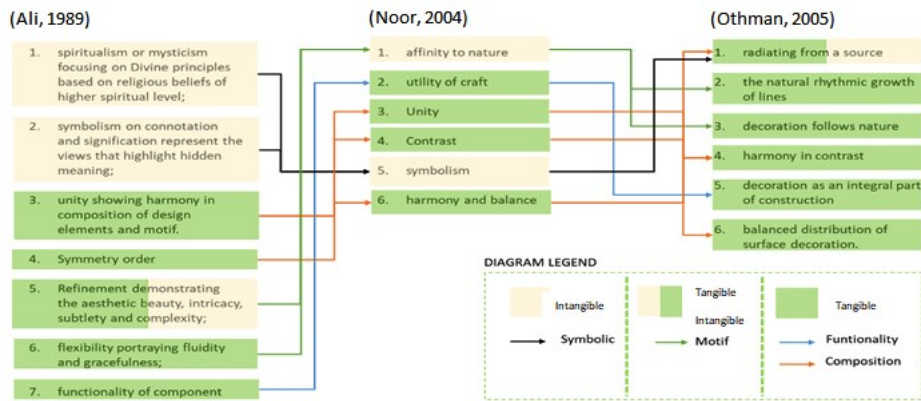 (Ali, 1989)
1. spiritualism or mysticism
focusing on Divine principles
based on religious beliefs of
higher spiritual level;
2. symbolism on connotation
and signification represent the
views that highlight hidden
meaning;
3. unity showing harmony in
composition of design
elements and motif.
4. Symmetry order
5. Refinement demonstrating
the aesthetic beauty, intricacy,
subtlety and complexity;
6. flexibility portraying fluidity
and gracefulness;
7. functionality of component
(Noor, 2004)
1. affinity to nature
2. utility of craft
3. Unity
4. Contrast
5. symbolism
6. harmony and balance
(Othman, 2005)
1. radiating from a source
2. the natural rhythmic growth
of lines
3. decoration follows nature
4. harmony in contrast
5. decoration as an integral part
of construction
6. balanced distribution of
surface decoration.
DIAGRAM LEGEND
Intangible
Symbolic
Tangible
Intangible
Motif
Tangible
Funtionality
Composition